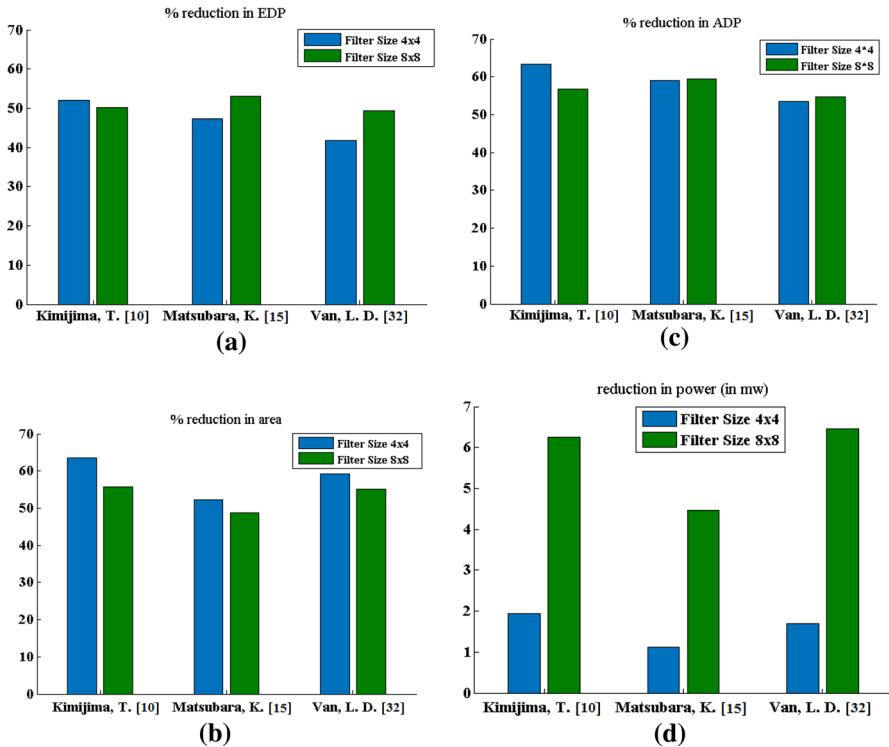 % reduction in EDP
Filter Size 4x4
Filter Size 8x8
70
60
50
40
30
20
10
0
Kimijima, T. [10] Matsubara, K. [15] Van, L. D. [32]
(a)
% reduction in ADP
Filter Size 4*4
Filter Size 8*8
70
60
50
40
30
20
10
0
Kimijima, T. [10] Matsubara, K. [15] Van, L. D. [32]
(c)
% reduction in area
Filter Size 4x4
Filter Size 8x8
70
60
50
40
30
20
10
0
Kimijima, T. [10] Matsubara, K. [15] Van, L. D. [32]
(b)
reduction in power (in mw)
Filter Size 4x4
Filter Size 8x8
7
6
5
4
3
2
1
0
Kimijima, T. [10] Matsubara, K. [15] Van, L. D. [32]
(d)